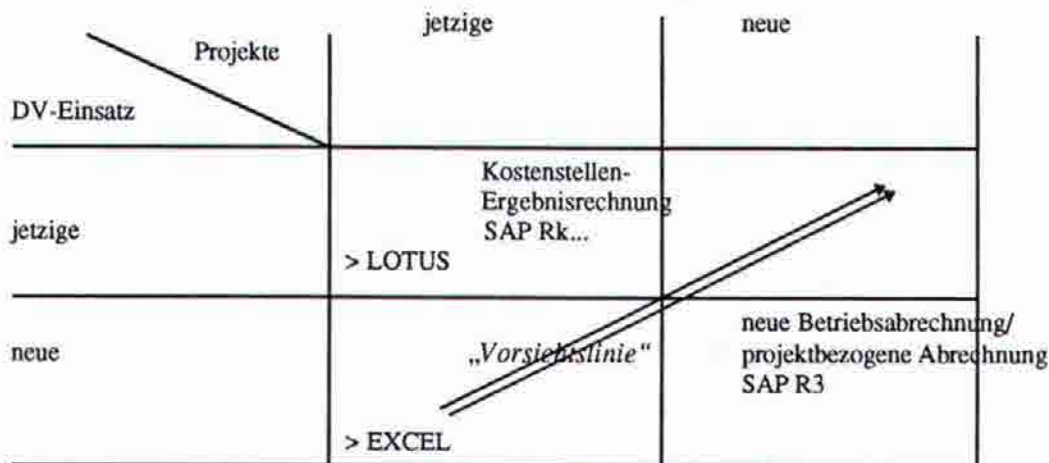 jetzige
neue
Projekte
DV-Einsatz
jetzige
Kostenstellen-
Ergebnisrechnung
SAP Rk...
> LOTUS
neue
„Vorsichtslinie“
> EXCEL
neue Betriebsabrechnung/
projektbezogene Abrechnung
SAP R3